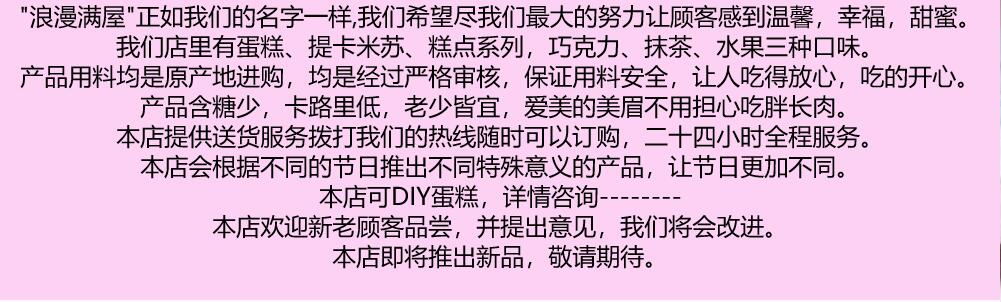 "浪漫满屋"正如我们的名字一样,我们希望尽我们最大的努力让顾客感到温馨，幸福，甜蜜。
我们店里有蛋糕、提卡米苏、糕点系列，巧克力、抹茶、水果三种口味。
产品用料均是原产地进购，均是经过严格审核，保证用料安全，让人吃得放心，吃的开心。
产品含糖少，卡路里低，老少皆宜，爱美的美眉不用担心吃胖长肉。
本店提供送货服务拨打我们的热线随时可以订购，二十四小时全程服务。
本店会根据不同的节日推出不同特殊意义的产品，让节日更加不同。
本店可DIY蛋糕，详情咨询--------
本店欢迎新老顾客品尝，并提出意见，我们将会改进。
本店即将推出新品，敬请期待。